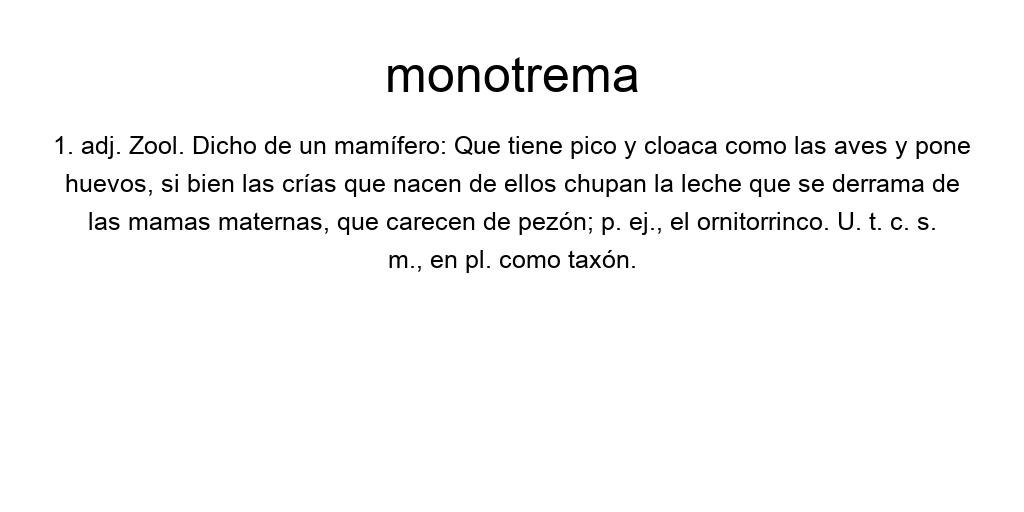 monotrema
1. adj. Zool. Dicho de un mamífero: Que tiene pico y cloaca como las aves y pone
huevos, si bien las crías que nacen de ellos chupan la leche que se derrama de
las mamas maternas, que carecen de pezón; p. ej., el ornitorrinco. U. t. c. s.
m., en pl. como taxón.